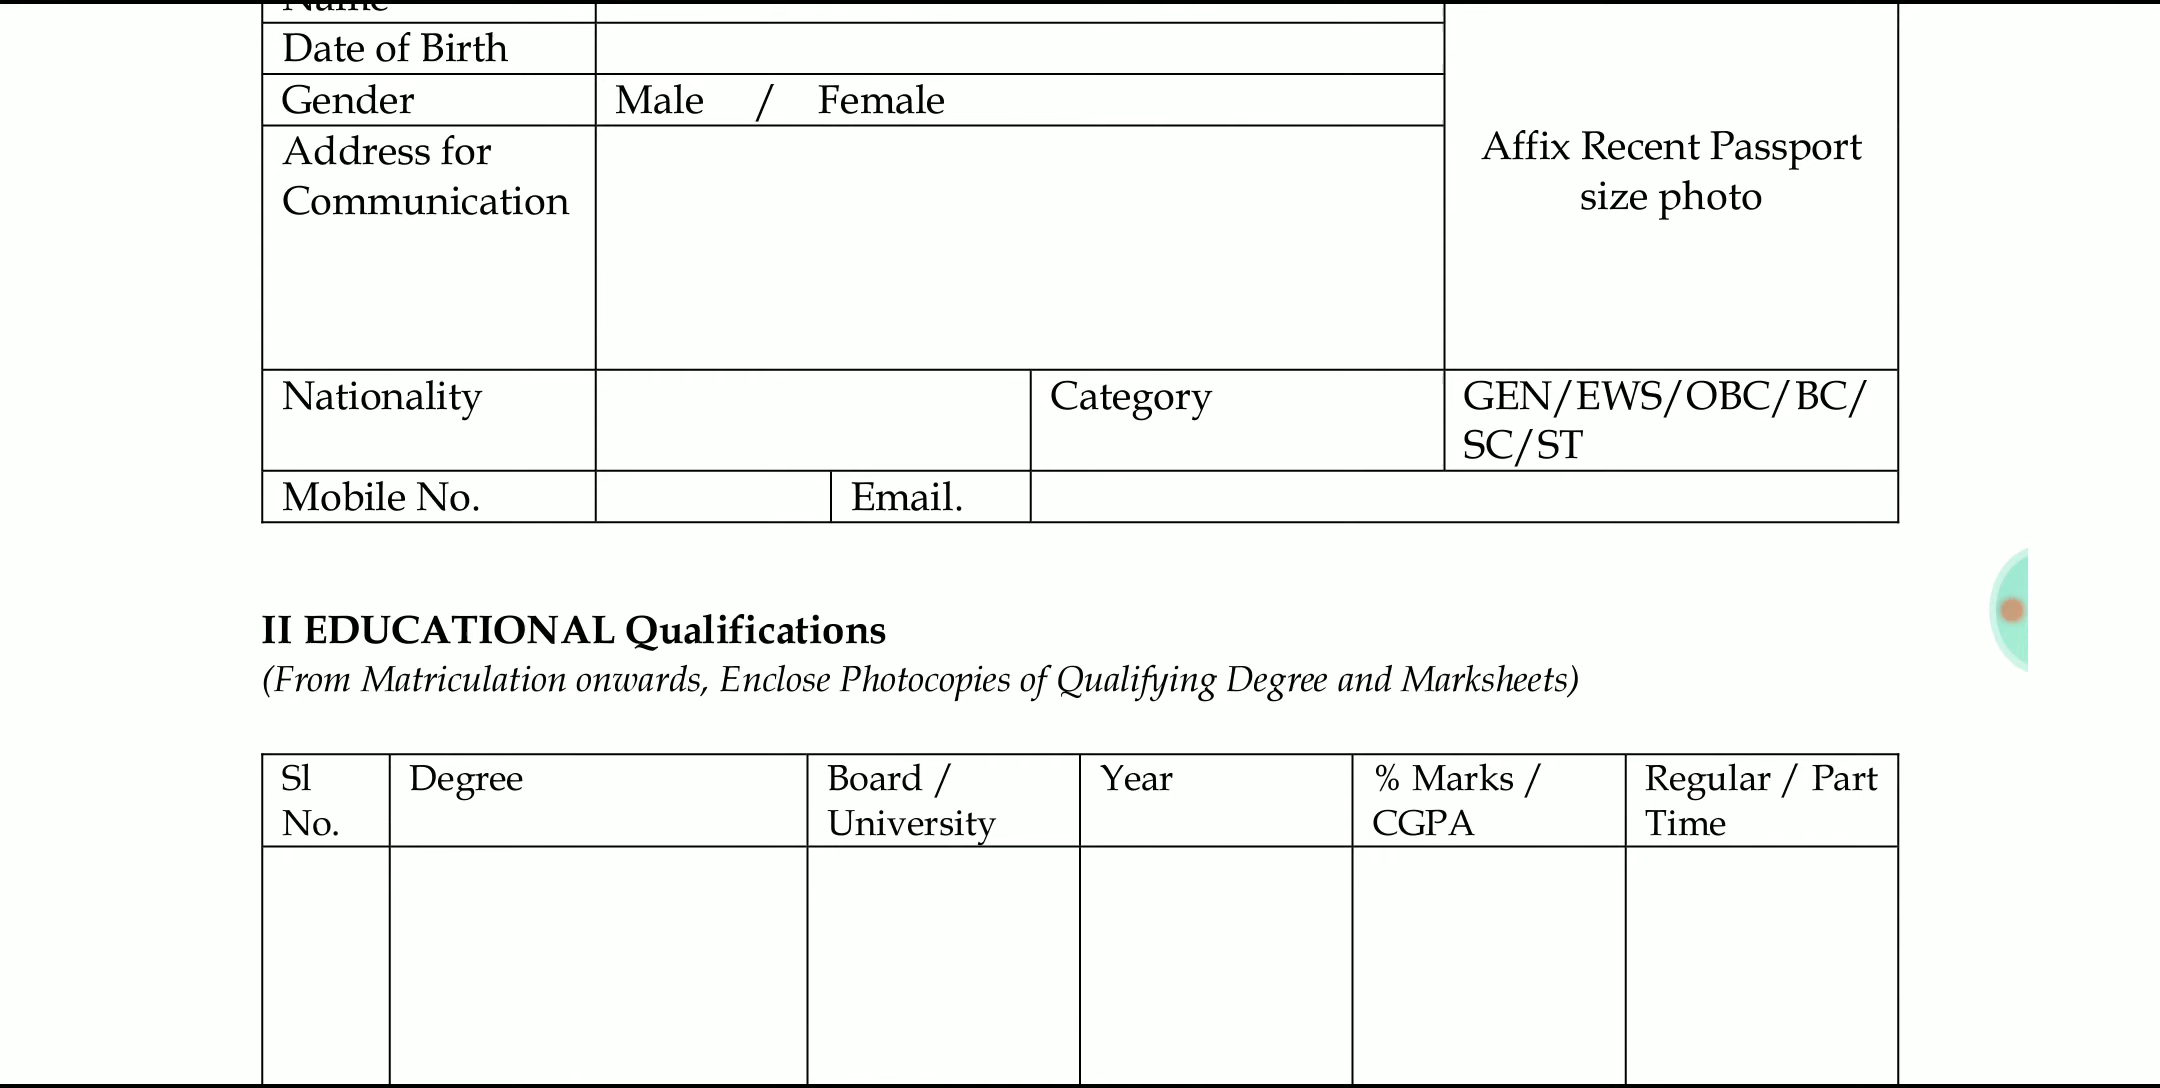 Name
Date of Birth
Gender
Male / Female
Address for
Communication
Affix Recent Passport
size photo
Nationality
Category
GEN/EWS/OBC/BC/
SC/ST
Mobile No.
Email.
II EDUCATIONAL Qualifications
(From Matriculation onwards, Enclose Photocopies of Qualifying Degree and Marksheets)
Sl
No.
Degree
Board /
University
Year
% Marks /
CGPA
Regular / Part
Time